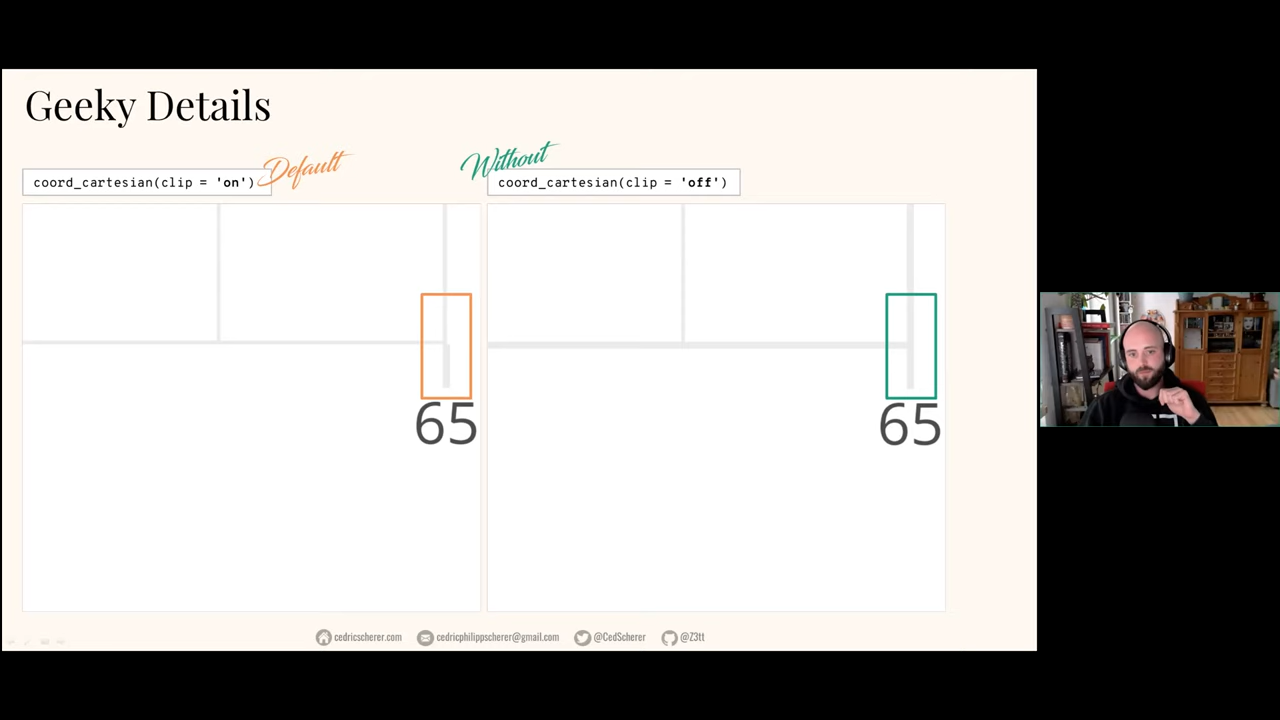 Geeky Details
Default
coord_cartesian(clip = 'on')
Without
coord_cartesian(clip = 'off')
65
65
cedricscherer.com cedricphilippscherer@gmail.com @CedScherer @Z3tt